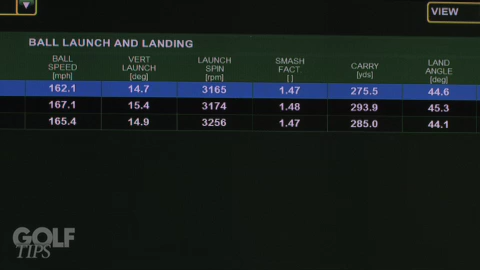 VIEW
BALL LAUNCH AND LANDING
BALL SPEED [mph] VERT LAUNCH [deg] LAUNCH SPIN [rpm] SMASH FACT [ ] CARRY [yds] LAND ANGLE [deg]
162.1 14.7 3165 1.47 275.5 44.6
167.1 15.4 3174 1.48 293.9 45.3
165.4 14.9 3256 1.47 285.0 44.1
GOLF
TIPS